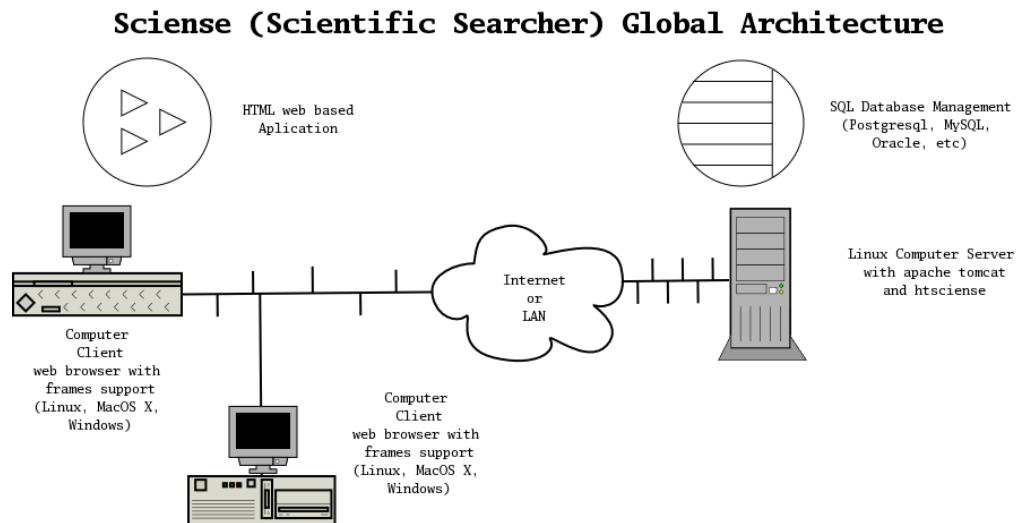 Sciense (Scientific Searcher) Global Architecture
HTML web based
Aplication
SQL Database Management
(Postgresql, MySQL,
Oracle, etc)
Internet
or
LAN
Linux Computer Server
with apache tomcat
and htsciense
Computer
Client
web browser with
frames support
(Linux, MacOS X,
Windows)
Computer
Client
web browser with
frames support
(Linux, MacOS X,
Windows)